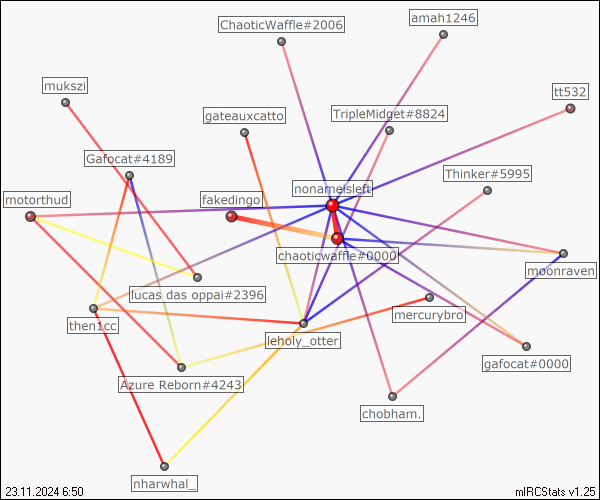 ChaoticWaffle#2006
amah1246
mukszi
tt532
gateauxcatto
TripleMidget#8824
Gafocat#4189
Thinker#5995
nonameisleft
motorthud
fakedingo
chaoticwaffle#0000
moonraven
lucas das oppai#2396
mercurybro
then1cc
leholy_otter
gafocat#0000
Azure Reborn#4243
chobham.
nharwhal_
23.11.2024 6:50
mIRCStats v1.25